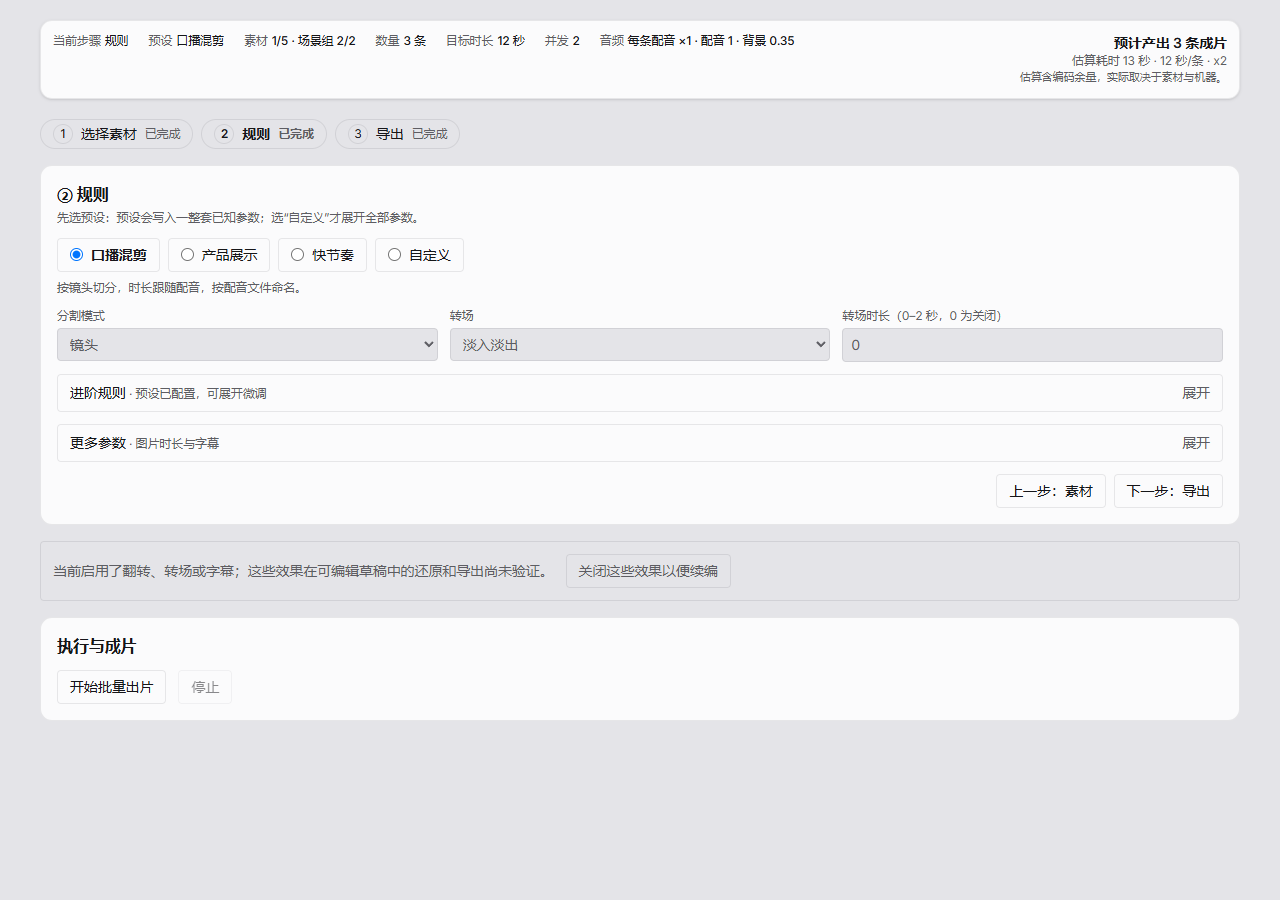 当前步骤 规则 预设 口播混剪 素材 1/5 · 场景组 2/2 数量 3 条 目标时长 12 秒 并发 2 音频 每条配音 ×1 · 配音 1 · 背景 0.35
预计产出 3 条成片
估算耗时 13 秒 · 12 秒/条 · x2
估算含编码余量，实际取决于素材与机器。
1 选择素材 已完成 2 规则 已完成 3 导出 已完成
② 规则
先选预设：预设会写入一整套已知参数；选“自定义”才展开全部参数。
口播混剪 产品展示 快节奏 自定义
按镜头切分，时长跟随配音，按配音文件命名。
分割模式 转场 转场时长（0–2 秒，0 为关闭）
镜头 淡入淡出 0
进阶规则 · 预设已配置，可展开微调 展开
更多参数 · 图片时长与字幕 展开
上一步：素材 下一步：导出
当前启用了翻转、转场或字幕；这些效果在可编辑草稿中的还原和导出尚未验证。 关闭这些效果以便续编
执行与成片
开始批量出片 停止